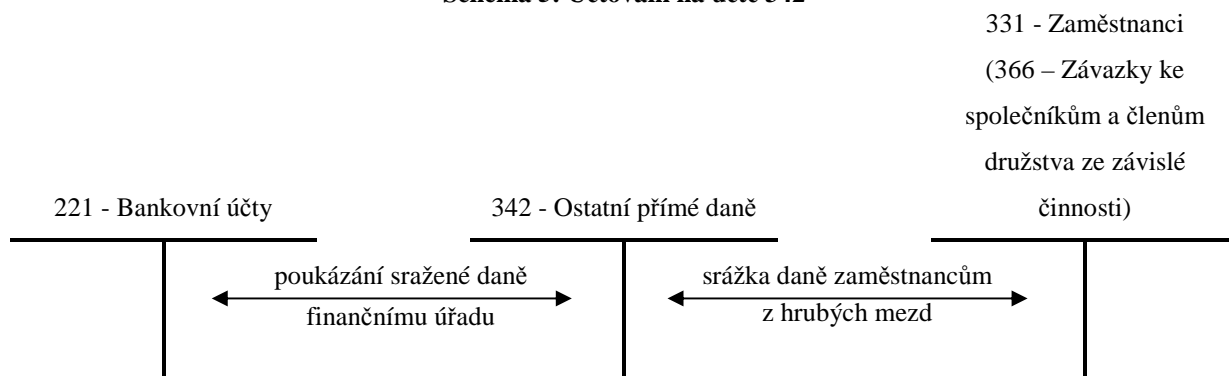 331 - Zaměstnanci
(366 – Závazky ke
společníkům a členům
družstva ze závislé
činnosti)
221 - Bankovní účty
342 - Ostatní přímé daně
poukázání sražené daně
finančnímu úřadu
srážka daně zaměstnancům
z hrubých mezd